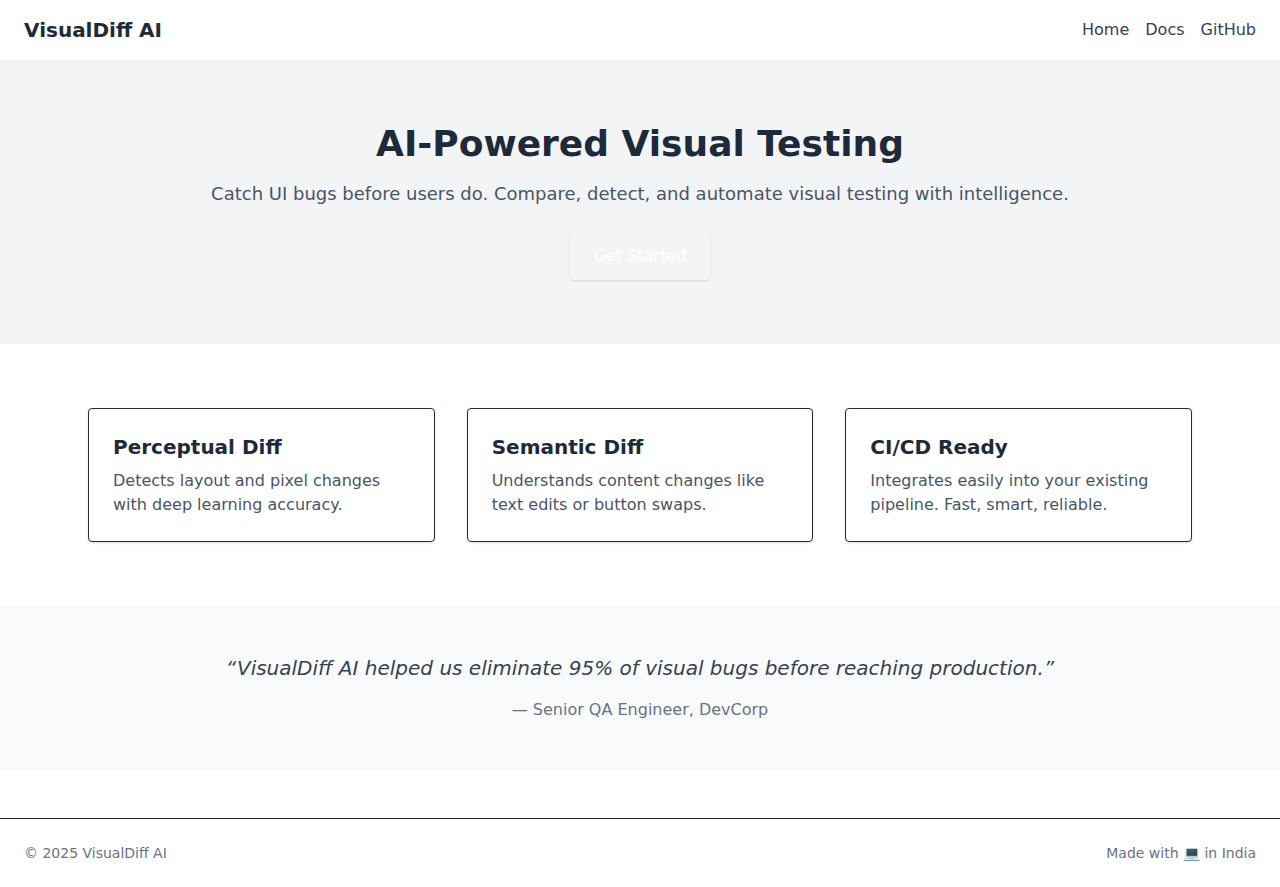 VisualDiff AI
Home Docs GitHub
AI-Powered Visual Testing
Catch UI bugs before users do. Compare, detect, and automate visual testing with intelligence.
Get Started
Perceptual Diff
Detects layout and pixel changes
with deep learning accuracy.
Semantic Diff
Understands content changes like
text edits or button swaps.
CI/CD Ready
Integrates easily into your existing
pipeline. Fast, smart, reliable.
“VisualDiff AI helped us eliminate 95% of visual bugs before reaching production.”
— Senior QA Engineer, DevCorp
© 2025 VisualDiff AI
Made with 💻 in India